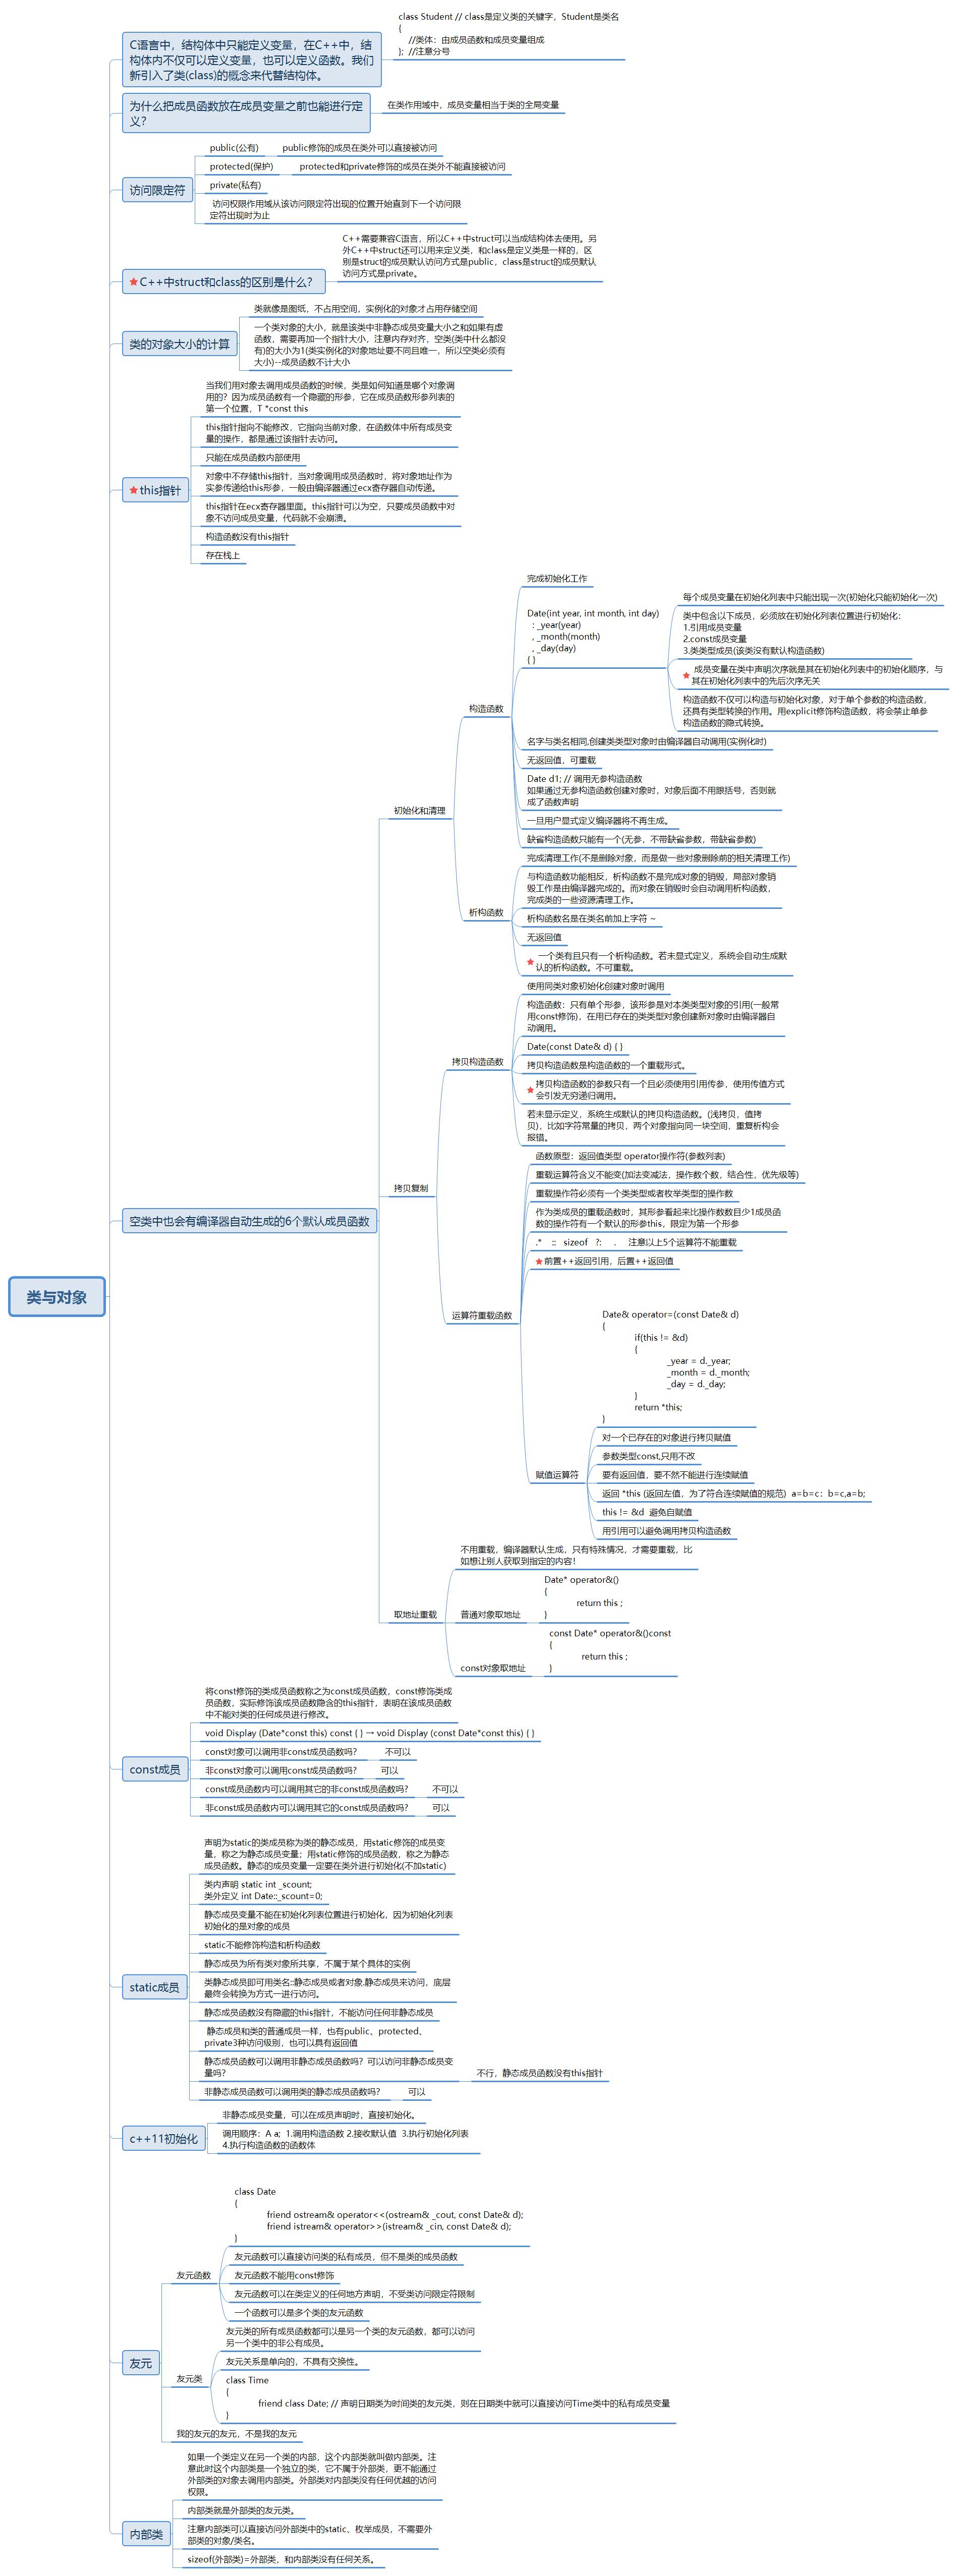 C语言中，结构体中只能定义变量，在C++中，结
构体内不仅可以定义变量，也可以定义函数。我们
新引入了类(class)的概念来代替结构体。
class Student // class是定义类的关键字，Student是类名
{
//类体：由成员函数和成员变量组成
}; //注意分号
为什么把成员函数放在成员变量之前也能进行定
义？
在类作用域中，成员变量相当于类的全局变量
访问限定符
public(公有)
public修饰的成员在类外可以直接被访问
protected(保护)
protected和private修饰的成员在类外不能直接被访问
private(私有)
访问权限作用域从该访问限定符出现的位置开始直到下一个访问限
定符出现时为止
C++中struct和class的区别是什么？
C++需要兼容C语言，所以C++中struct可以当成结构体去使用。另
外C++中struct还可以用来定义类，和class是定义类是一样的，区
别是struct的成员默认访问方式是public，class是struct的成员默认
访问方式是private。
类的对象大小的计算
类就像是图纸，不占用空间，实例化的对象才占用存储空间
一个类对象的大小，就是该类中非静态成员变量大小之和如果有虚
函数，需要再加一个指针大小，注意内存对齐，空类(类中什么都没
有)的大小为1(类实例化的对象地址要不同且唯一，所以空类必须有
大小)--成员函数不计大小
this指针
当我们用对象去调用成员函数的时候，类是如何知道是哪个对象调
用的？因为成员函数有一个隐藏的形参，它在成员函数形参列表的
第一个位置，T *const this
this指针指向不能修改，它指向当前对象，在函数体中所有成员变
量的操作，都是通过该指针去访问。
只能在成员函数内部使用
对象中不存储this指针，当对象调用成员函数时，将对象地址作为
实参传递给this形参，一般由编译器通过ecx寄存器自动传递。
this指针在ecx寄存器里面。this指针可以为空，只要成员函数中对
象不访问成员变量，代码就不会崩溃。
构造函数没有this指针
存在栈上
类与对象
空类中也会有编译器自动生成的6个默认成员函数
初始化和清理
构造函数
完成初始化工作
Date(int year, int month, int day)
: _year(year)
, _month(month)
, _day(day)
{ }
每个成员变量在初始化列表中只能出现一次(初始化只能初始化一次)
类中包含以下成员，必须放在初始化列表位置进行初始化：
1.引用成员变量
2.const成员变量
3.类类型成员(该类没有默认构造函数)
成员变量在类中声明次序就是其在初始化列表中的初始化顺序，与
其在初始化列表中的先后次序无关
构造函数不仅可以构造与初始化对象，对于单个参数的构造函数，
还具有类型转换的作用。用explicit修饰构造函数，将会禁止单参
构造函数的隐式转换。
名字与类名相同,创建类类型对象时由编译器自动调用(实例化时)
无返回值，可重载
Date d1; // 调用无参构造函数
如果通过无参构造函数创建对象时，对象后面不用跟括号，否则就
成了函数声明
一旦用户显式定义编译器将不再生成。
缺省构造函数只能有一个(无参，不带缺省参数，带缺省参数)
析构函数
完成清理工作(不是删除对象，而是做一些对象删除前的相关清理工作)
与构造函数功能相反，析构函数不是完成对象的销毁，局部对象销
毁工作是由编译器完成的。而对象在销毁时会自动调用析构函数，
完成类的一些资源清理工作。
析构函数名是在类名前加上字符 ~
无返回值
一个类有且只有一个析构函数。若未显式定义，系统会自动生成默
认的析构函数。不可重载。
拷贝复制
拷贝构造函数
使用同类对象初始化创建对象时调用
构造函数：只有单个形参，该形参是对本类类型对象的引用(一般常
用const修饰)，在用已存在的类类型对象创建新对象时由编译器自
动调用。
Date(const Date& d) { }
拷贝构造函数是构造函数的一个重载形式。
拷贝构造函数的参数只有一个且必须使用引用传参，使用传值方式
会引发无穷递归调用。
若未显示定义，系统生成默认的拷贝构造函数。(浅拷贝，值拷
贝)，比如字符常量的拷贝，两个对象指向同一块空间，重复析构会
报错。
运算符重载函数
函数原型：返回值类型 operator操作符(参数列表)
重载运算符含义不能变(加法变减法，操作数个数，结合性，优先级等)
重载操作符必须有一个类类型或者枚举类型的操作数
作为类成员的重载函数时，其形参看起来比操作数数目少1成员函
数的操作符有一个默认的形参this，限定为第一个形参
.* :: sizeof ?: . 注意以上5个运算符不能重载
前置++返回引用，后置++返回值
赋值运算符
Date& operator=(const Date& d)
{
if(this != &d)
{
_year = d._year;
_month = d._month;
_day = d._day;
}
return *this;
}
对一个已存在的对象进行拷贝赋值
参数类型const,只用不改
要有返回值，要不然不能进行连续赋值
返回 *this (返回左值，为了符合连续赋值的规范) a=b=c：b=c,a=b;
this != &d 避免自赋值
用引用可以避免调用拷贝构造函数
取地址重载
不用重载，编译器默认生成，只有特殊情况，才需要重载，比
如想让别人获取到指定的内容！
普通对象取地址
Date* operator&()
{
return this ;
}
const对象取地址
const Date* operator&()const
{
return this ;
}
const成员
将const修饰的类成员函数称之为const成员函数，const修饰类成
员函数，实际修饰该成员函数隐含的this指针，表明在该成员函数
中不能对类的任何成员进行修改。
void Display (Date*const this) const { } → void Display (const Date*const this) { }
const对象可以调用非const成员函数吗？
不可以
非const对象可以调用const成员函数吗？
可以
const成员函数内可以调用其它的非const成员函数吗？
不可以
非const成员函数内可以调用其它的const成员函数吗？
可以
static成员
声明为static的类成员称为类的静态成员，用static修饰的成员变
量，称之为静态成员变量；用static修饰的成员函数，称之为静态
成员函数。静态的成员变量一定要在类外进行初始化(不加static)
类内声明 static int _scount;
类外定义 int Date::_scount=0;
静态成员变量不能在初始化列表位置进行初始化，因为初始化列表
初始化的是对象的成员
static不能修饰构造和析构函数
静态成员为所有类对象所共享，不属于某个具体的实例
类静态成员即可用类名::静态成员或者对象.静态成员来访问，底层
最终会转换为方式一进行访问。
静态成员函数没有隐藏的this指针，不能访问任何非静态成员
静态成员和类的普通成员一样，也有public、protected、
private3种访问级别，也可以具有返回值
静态成员函数可以调用非静态成员函数吗？可以访问非静态成员变
量吗？
不行，静态成员函数没有this指针
非静态成员函数可以调用类的静态成员函数吗？
可以
c++11初始化
非静态成员变量，可以在成员声明时，直接初始化。
调用顺序：A a; 1.调用构造函数 2.接收默认值 3.执行初始化列表
4.执行构造函数的函数体
友元
友元函数
class Date
{
friend ostream& operator<<(ostream& _cout, const Date& d);
friend istream& operator>>(istream& _cin, const Date& d);
}
友元函数可以直接访问类的私有成员，但不是类的成员函数
友元函数不能用const修饰
友元函数可以在类定义的任何地方声明，不受类访问限定符限制
一个函数可以是多个类的友元函数
友元类
友元类的所有成员函数都可以是另一个类的友元函数，都可以访问
另一个类中的非公有成员。
友元关系是单向的，不具有交换性。
class Time
{
friend class Date; // 声明日期类为时间类的友元类，则在日期类中就可以直接访问Time类中的私有成员变量
}
我的友元的友元，不是我的友元
内部类
如果一个类定义在另一个类的内部，这个内部类就叫做内部类。注
意此时这个内部类是一个独立的类，它不属于外部类，更不能通过
外部类的对象去调用内部类。外部类对内部类没有任何优越的访问
权限。
内部类就是外部类的友元类。
注意内部类可以直接访问外部类中的static、枚举成员，不需要外
部类的对象/类名。
sizeof(外部类)=外部类，和内部类没有任何关系。